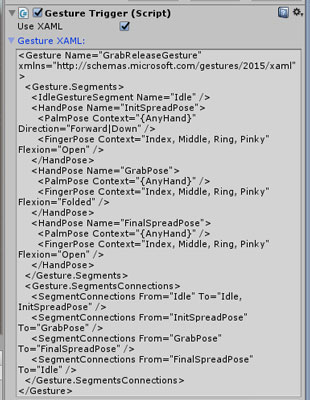 Gesture Trigger (Script)
Use XAML
Gesture XAML:
<Gesture Name="GrabReleaseGesture"
xmlns="http://schemas.microsoft.com/gestures/2015/xaml"
>
<Gesture.Segments>
<IdleGestureSegment Name="Idle" />
<HandPose Name="InitSpreadPose">
<PalmPose Context="{AnyHand}"
Direction="Forward|Down" />
<FingerPose Context="Index, Middle, Ring, Pinky"
Flexion="Open" />
</HandPose>
<HandPose Name="GrabPose">
<PalmPose Context="{AnyHand}" />
<FingerPose Context="Index, Middle, Ring, Pinky"
Flexion="Folded" />
</HandPose>
<HandPose Name="FinalSpreadPose">
<PalmPose Context="{AnyHand}" />
<FingerPose Context="Index, Middle, Ring, Pinky"
Flexion="Open" />
</HandPose>
</Gesture.Segments>
<Gesture.SegmentsConnections>
<SegmentConnections From="Idle" To="Idle,
InitSpreadPose" />
<SegmentConnections From="InitSpreadPose"
To="GrabPose" />
<SegmentConnections From="GrabPose"
To="FinalSpreadPose" />
<SegmentConnections From="FinalSpreadPose"
To="Idle" />
</Gesture.SegmentsConnections>
</Gesture>